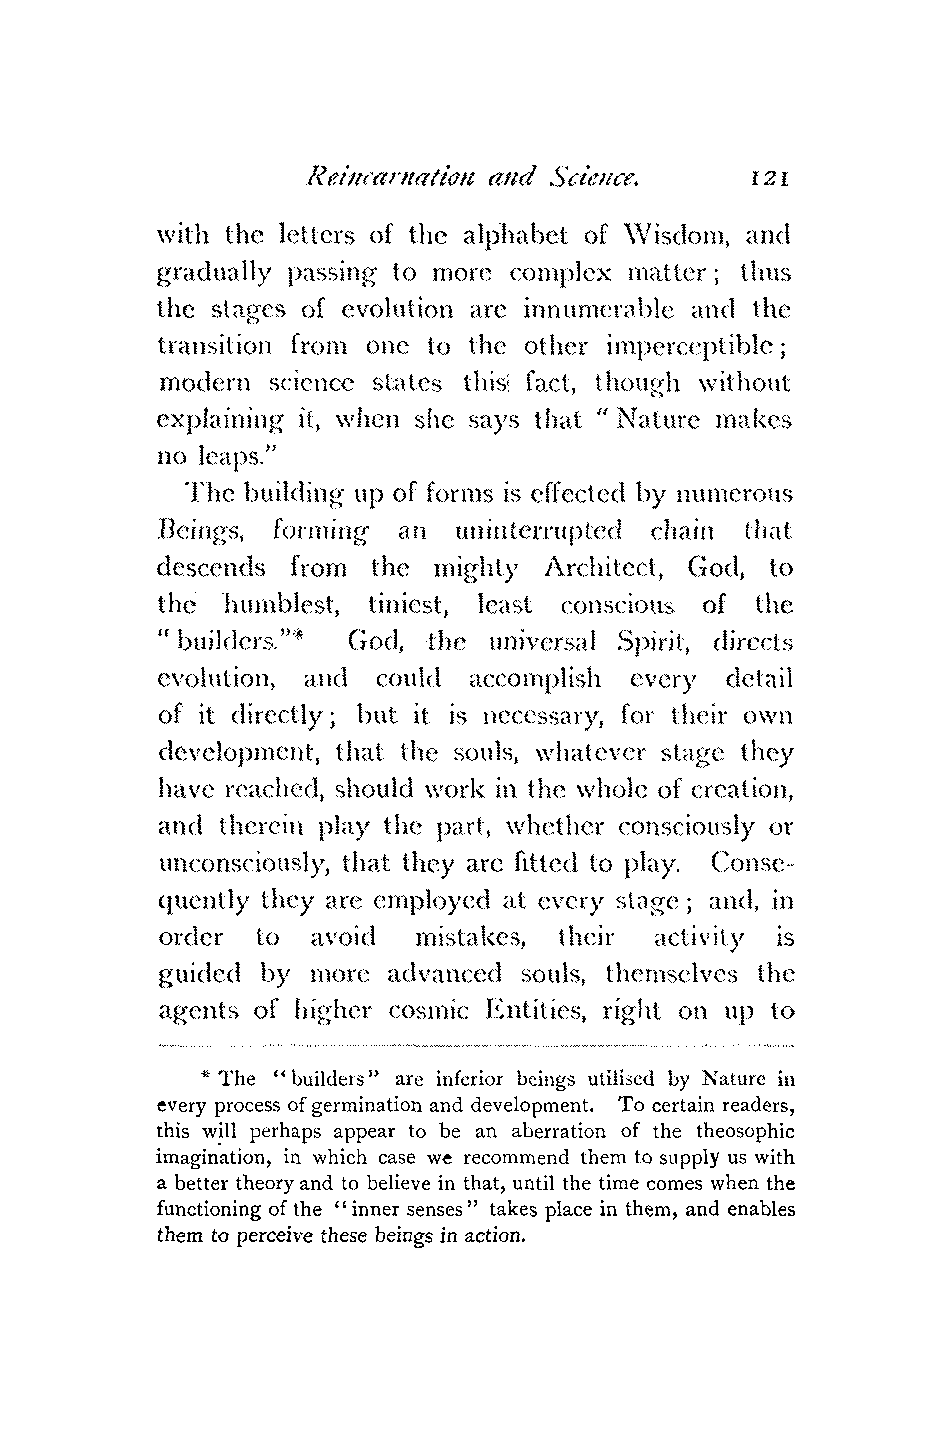 Reincarnation and Science. 121
with the letters of the alphabet of Wisdom, and
gradually passing to more complex matter; thus
the stages of evolution are innumerable and the
transition from one to the other imperceptible;
modern science states this fact, though without
explaining it, when she says that "Nature makes
no leaps."
The building up of forms is effected by numerous
Beings, forming an uninterrupted chain that
descends from the mighty Architect, God, to
the humblest, tiniest, least conscious of the
"builders."* God, the universal Spirit, directs
evolution, and could accomplish every detail
of it directly; but it is necessary, for their own
development, that the souls, whatever stage they
have reached, should work in the whole of creation,
and therein play the part, whether consciously or
unconsciously, that they are fitted to play. Conse-
quently they are employed at every stage; and, in
order to avoid mistakes, their activity is
guided by more advanced souls, themselves the
agents of higher cosmic Entities, right on up to
* The "builders" are inferior beings utilised by Nature in
every process of germination and development. To certain readers,
this will perhaps appear to be an aberration of the theosophic
imagination, in which case we recommend them to supply us with
a better theory and to believe in that, until the time comes when the
functioning of the "inner senses" takes place in them, and enables
them to perceive these beings in action.